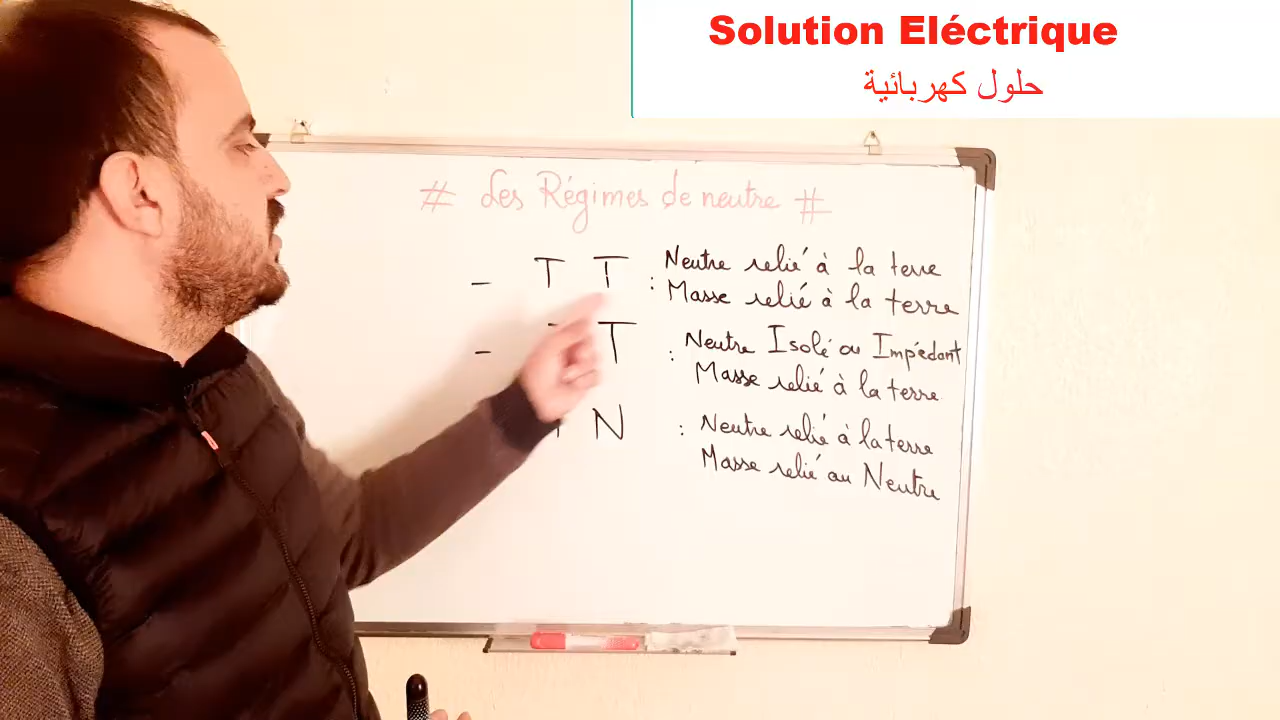 Solution Eléctrique
حلول كهربائية
# Les Régimes de neutre #
- T T : Neutre relié à la terre
Masse relié à la terre
- T : Neutre Isolé ou Impédant
Masse relié à la terre
N : Neutre relié à la terre
Masse relié au Neutre